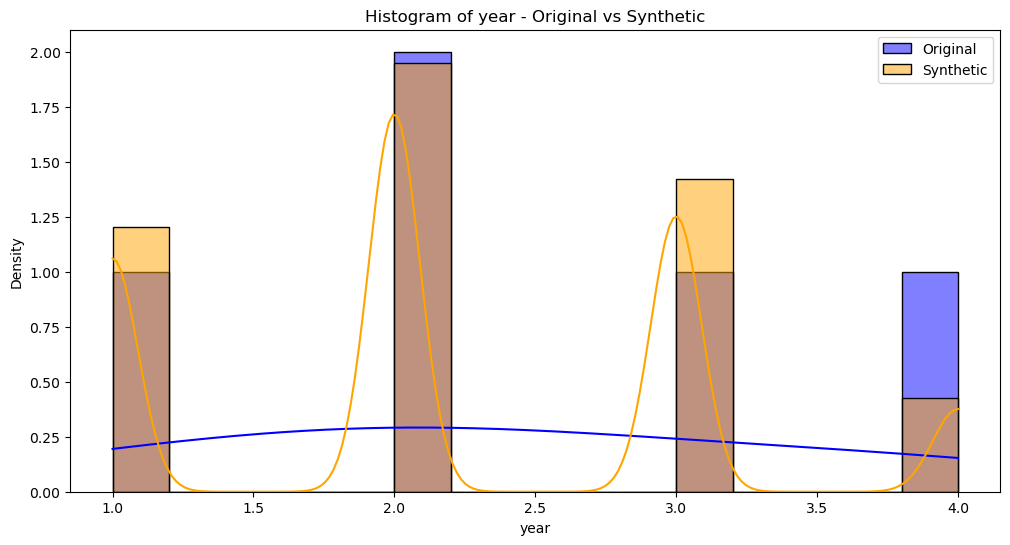 Histogram of year - Original vs Synthetic
Original
Synthetic
2.00
1.75
1.50
1.25
1.00
0.75
0.50
0.25
0.00
Density
1.0 1.5 2.0 2.5 3.0 3.5 4.0
year